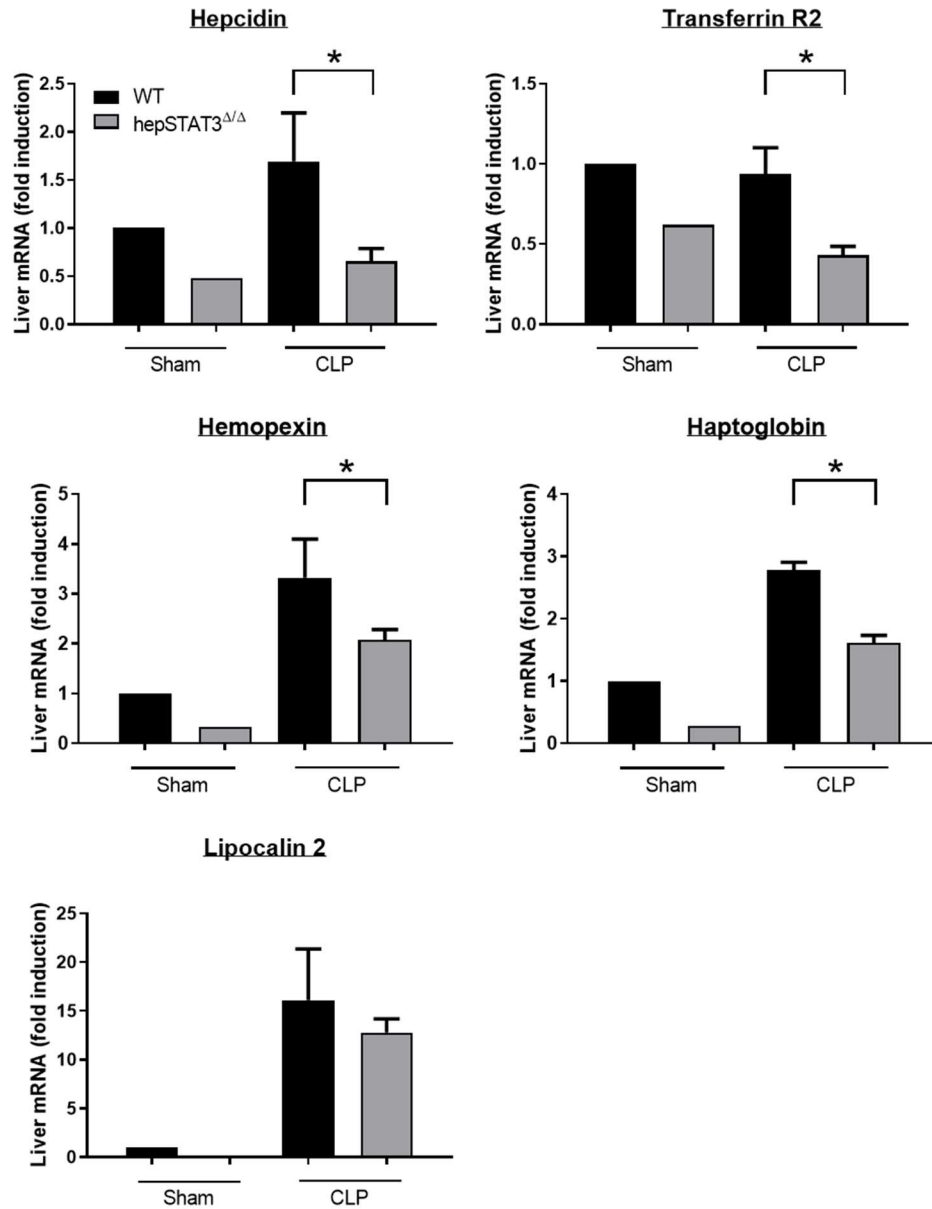 Hepcidin
*
Liver mRNA (fold induction)
2.5
2.0
1.5
1.0
0.5
0.0
WT
hepSTAT3Δ/Δ
Sham CLP
Transferrin R2
*
Liver mRNA (fold induction)
1.5
1.0
0.5
0.0
Sham CLP
Hemopexin
*
Liver mRNA (fold induction)
5
4
3
2
1
0
Sham CLP
Haptoglobin
*
Liver mRNA (fold induction)
4
3
2
1
0
Sham CLP
Lipocalin 2
Liver mRNA (fold induction)
25
20
15
10
5
0
Sham CLP